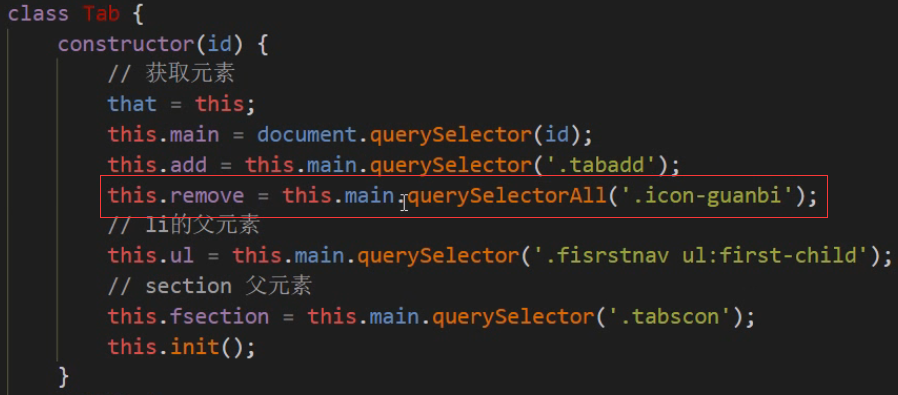 class Tab {
constructor(id) {
// 获取元素
that = this;
this.main = document.querySelector(id);
this.add = this.main.querySelector('.tabadd');
this.remove = this.main.querySelectorAll('.icon-guanbi');
// li的父元素
this.ul = this.main.querySelector('.fisrstnav ul:first-child');
// section 父元素
this.fsection = this.main.querySelector('.tabscon');
this.init();
}